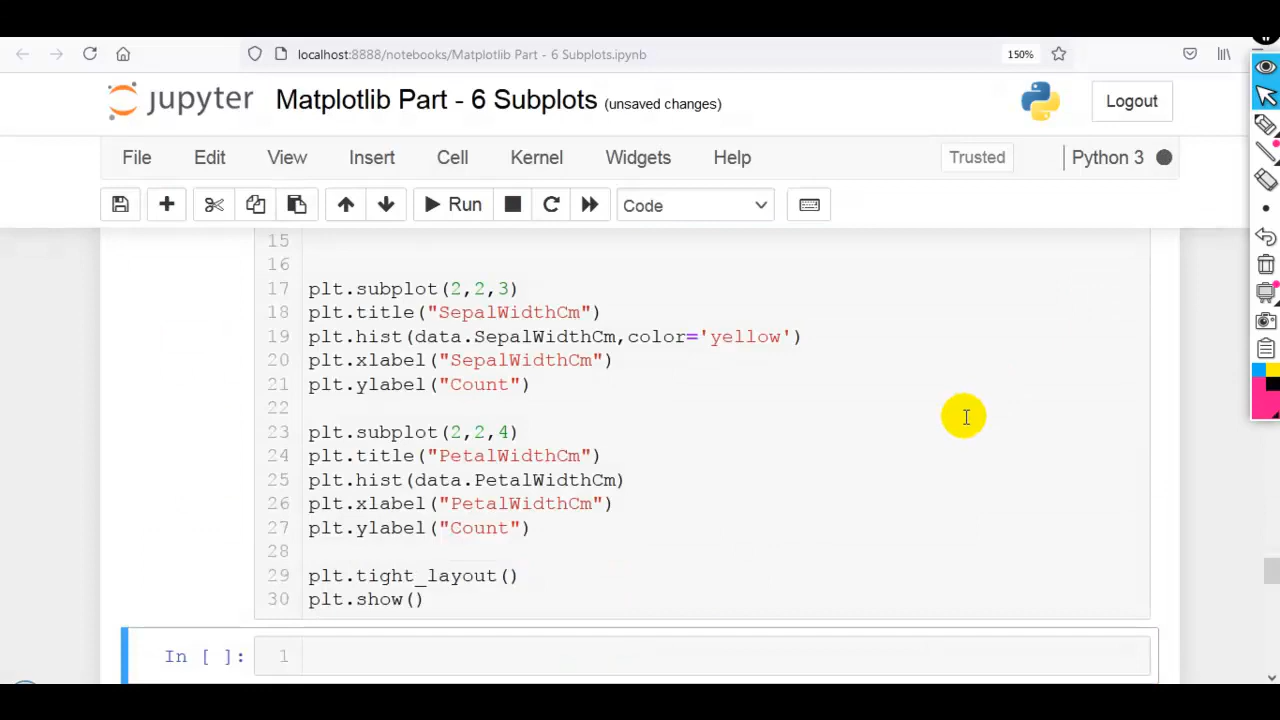 localhost:8888/notebooks/Matplotlib Part - 6 Subplots.ipynb 150%
jupyter Matplotlib Part - 6 Subplots (unsaved changes) Logout
File Edit View Insert Cell Kernel Widgets Help Trusted Python 3
Run Code
15
16
17 plt.subplot(2,2,3)
18 plt.title("SepalWidthCm")
19 plt.hist(data.SepalWidthCm,color='yellow')
20 plt.xlabel("SepalWidthCm")
21 plt.ylabel("Count")
22
23 plt.subplot(2,2,4)
24 plt.title("PetalWidthCm")
25 plt.hist(data.PetalWidthCm)
26 plt.xlabel("PetalWidthCm")
27 plt.ylabel("Count")
28
29 plt.tight_layout()
30 plt.show()
In [ ]: 1